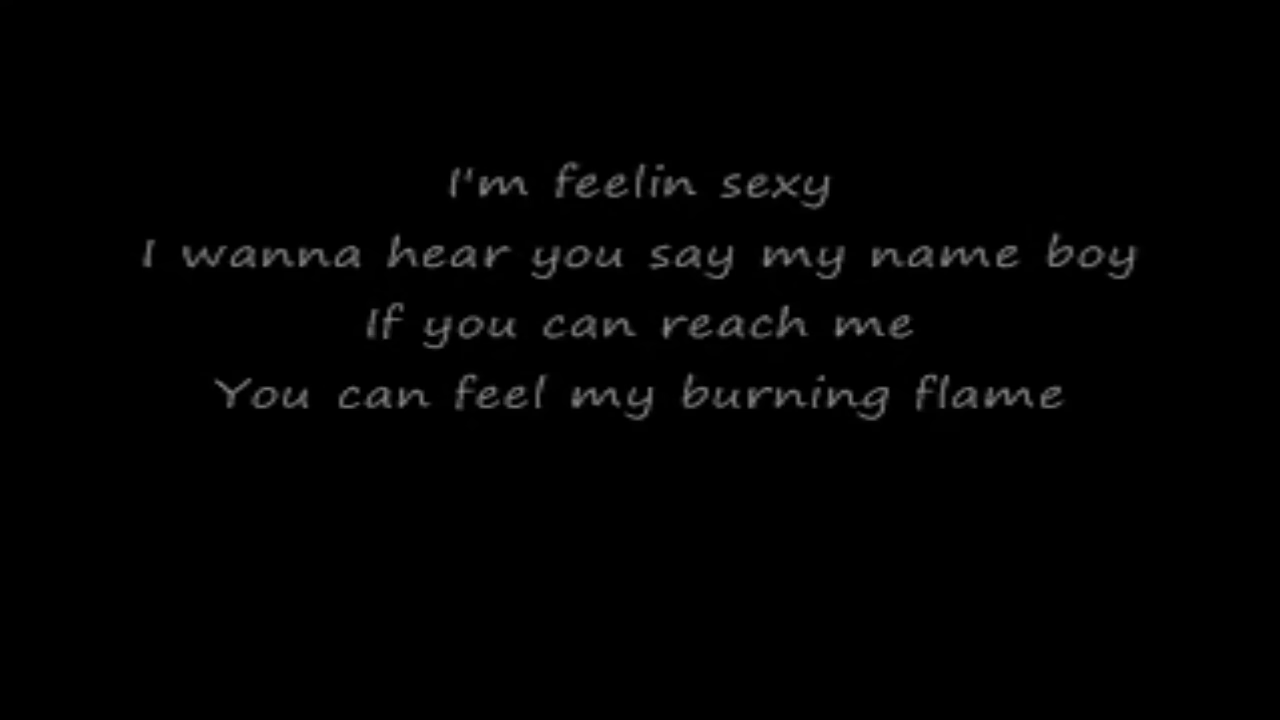 I'm feelin sexy
I wanna hear you say my name boy
If you can reach me
You can feel my burning flame